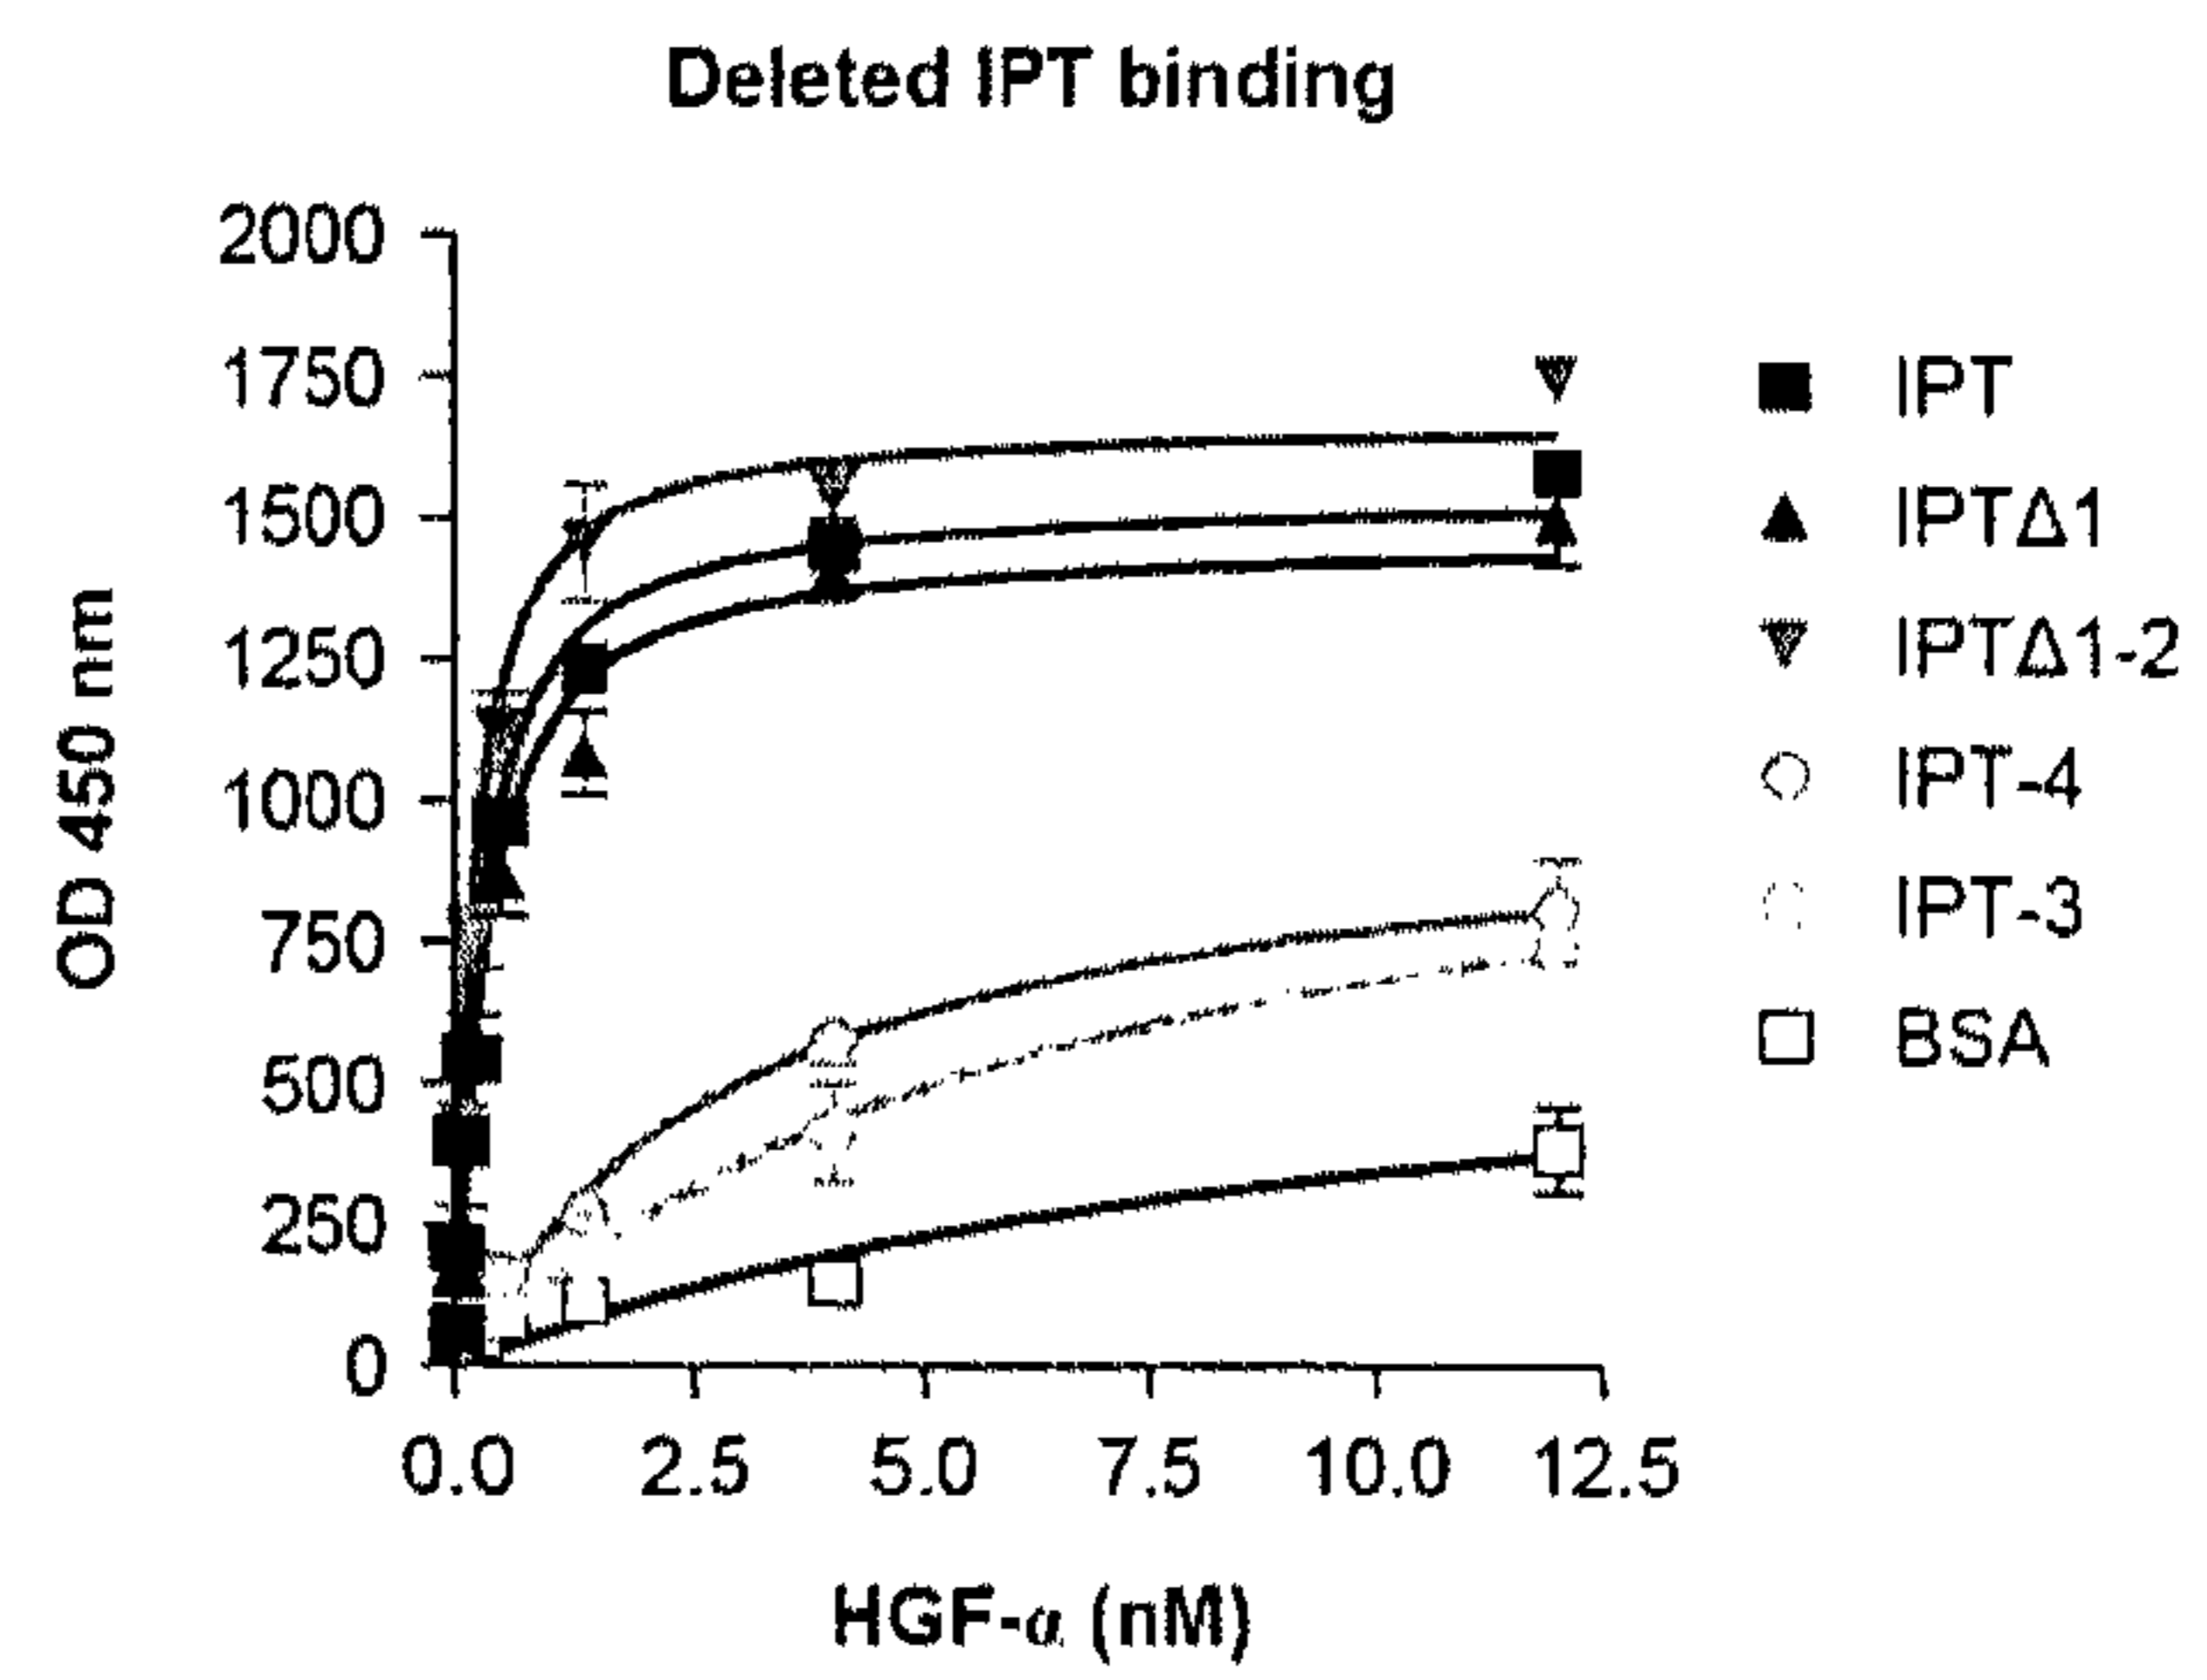 Deleted IPT binding
2000
1750
1500
1250
1000
750
500
250
0
OD 450 nm
0.0 2.5 5.0 7.5 10.0 12.5
HGF-α (nM)
IPT
IPTΔ1
IPTΔ1-2
IPT-4
IPT-3
BSA